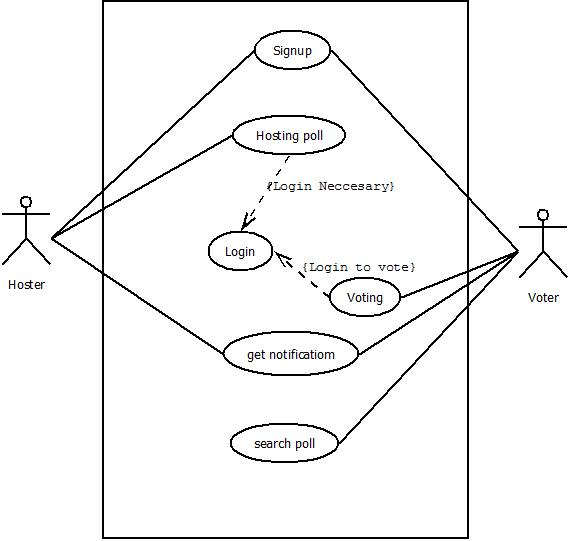 Signup
Hosting poll
{Login Neccesary}
Login
{Login to vote}
Voting
Hoster
Voter
get notificatiom
search poll